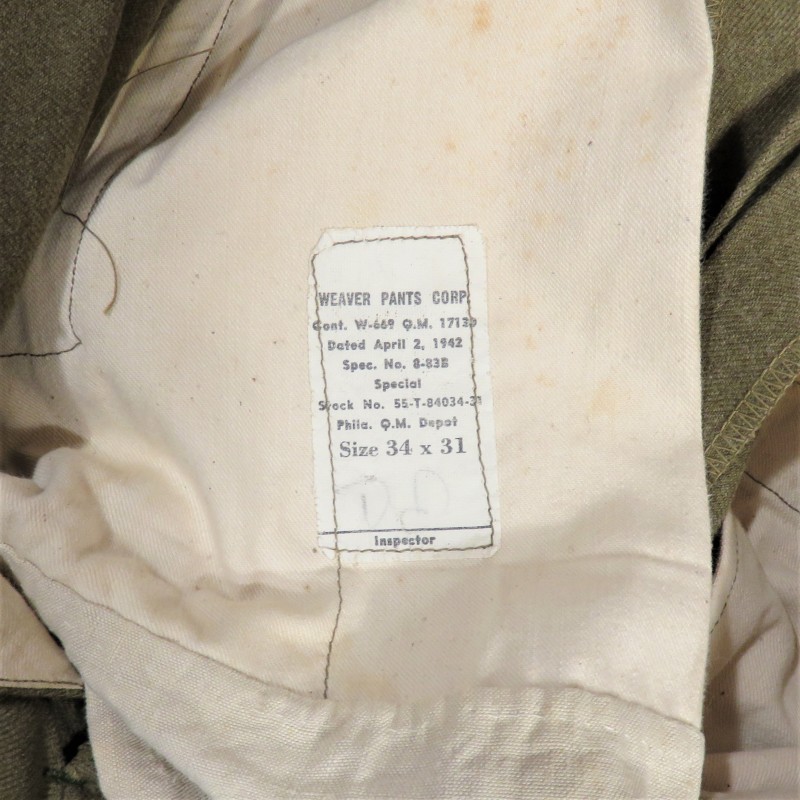 WEAVER PANTS CORP.
Cont. W-669 Q.M. 17130
Dated April 2, 1942
Spec. No. 8-83B
Special
Stock No. 55-T-84034-31
Phila. Q.M. Depot
Size 34 x 31
Inspector